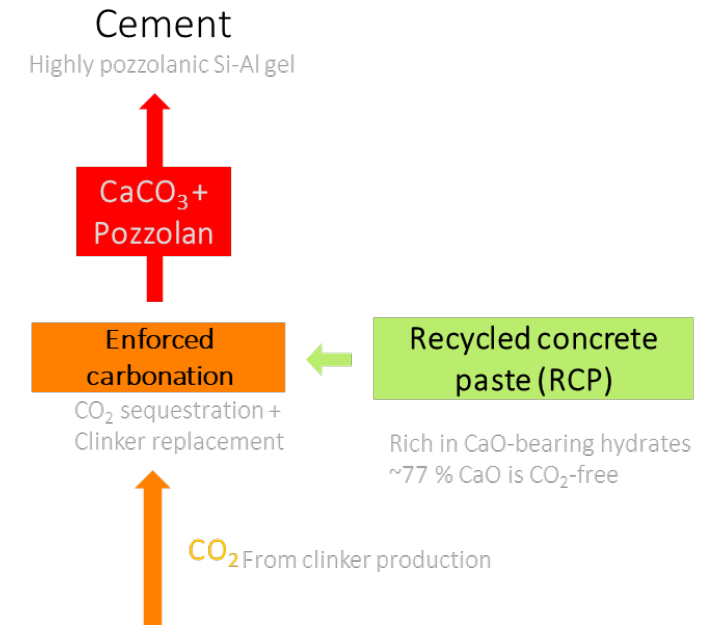 Cement
Highly pozzolanic Si-Al gel
CaCO₃ +
Pozzolan
Enforced
carbonation
Recycled concrete
paste (RCP)
CO₂ sequestration +
Clinker replacement
Rich in CaO-bearing hydrates
~77 % CaO is CO₂-free
CO₂ From clinker production